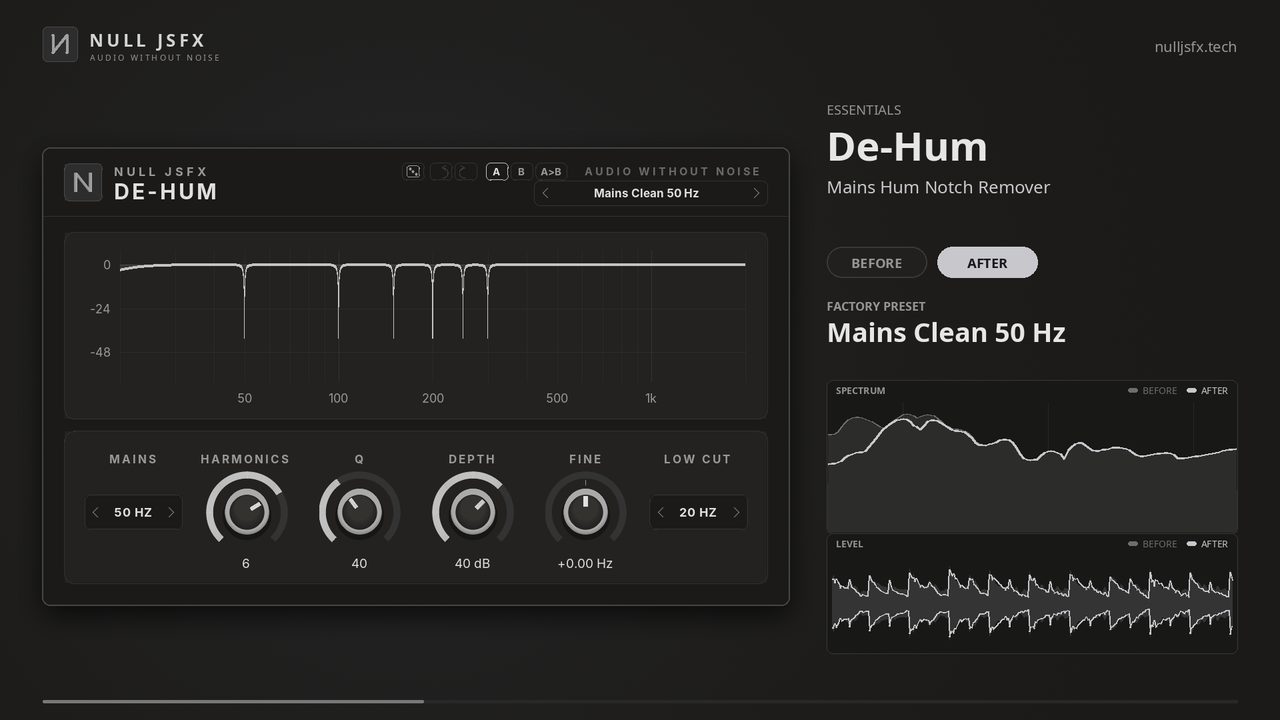 NULL JSFX
AUDIO WITHOUT NOISE
nulljsfx.tech
N
NULL JSFX
DE-HUM
A B A>B
AUDIO WITHOUT NOISE
Mains Clean 50 Hz
0
-24
-48
50 100 200 500 1k
MAINS HARMONICS Q DEPTH FINE LOW CUT
50 HZ 20 HZ
6 40 40 dB +0.00 Hz
ESSENTIALS
De-Hum
Mains Hum Notch Remover
BEFORE AFTER
FACTORY PRESET
Mains Clean 50 Hz
SPECTRUM BEFORE AFTER
LEVEL BEFORE AFTER